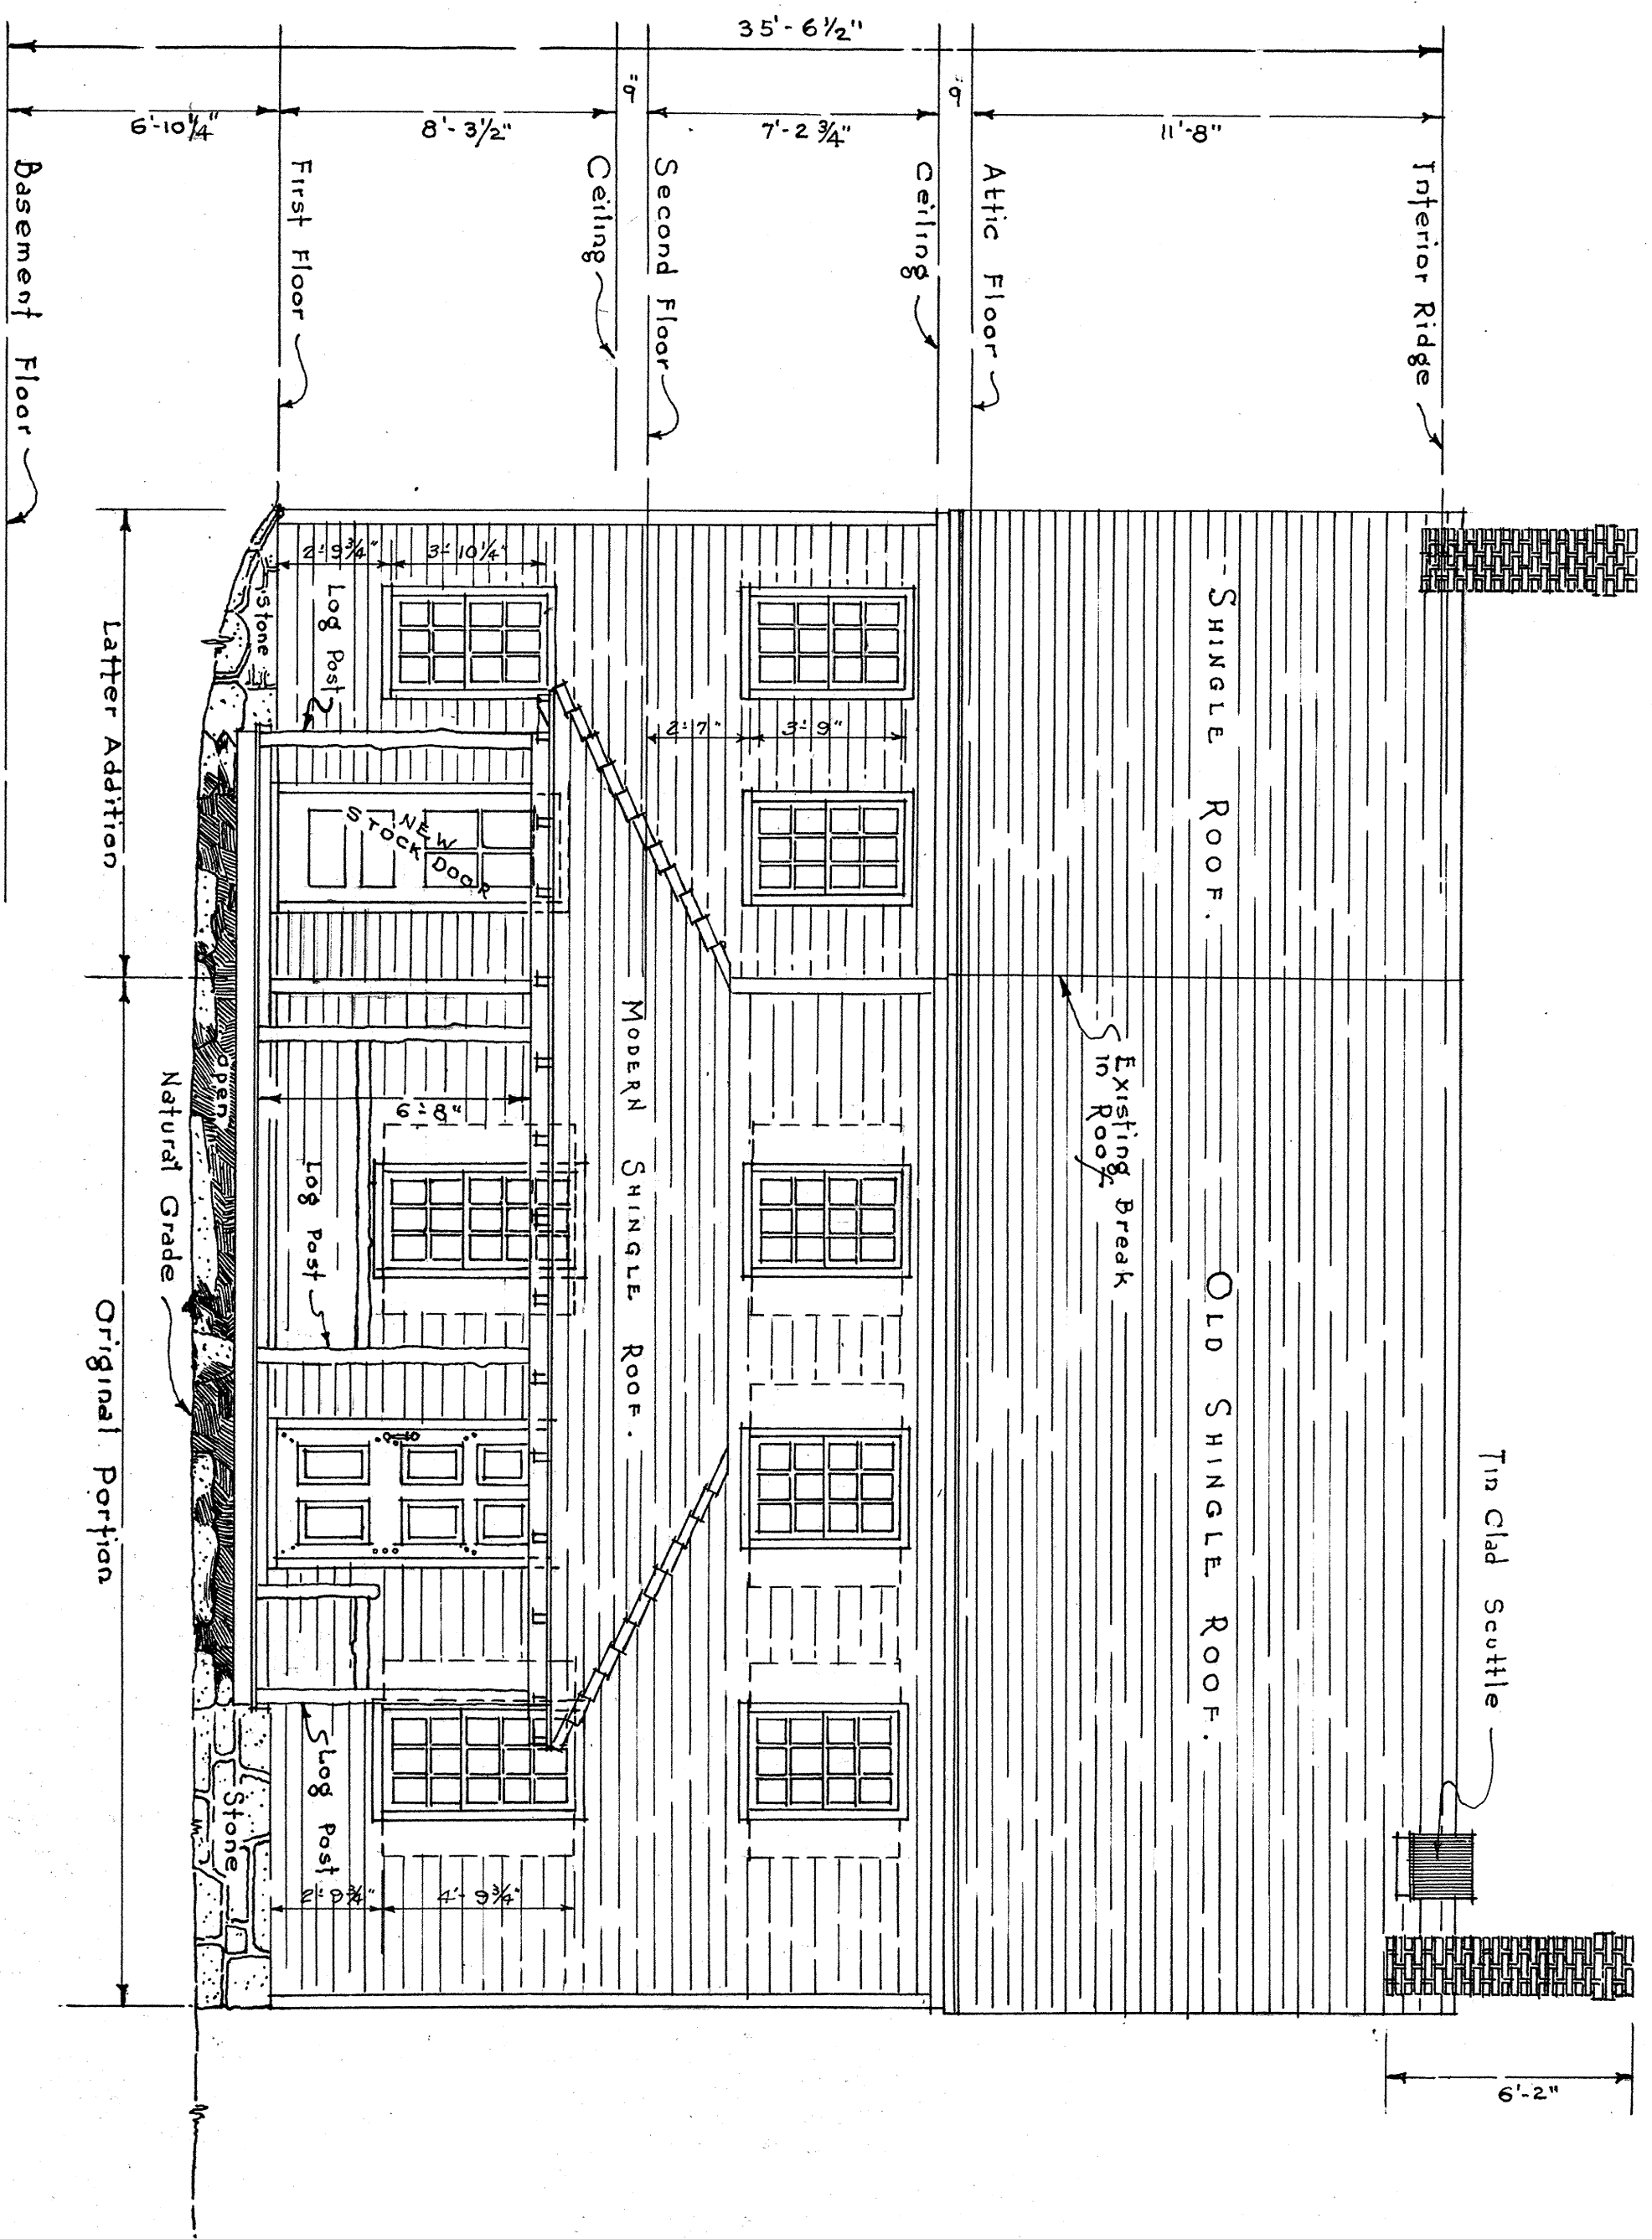 Tin Clad Scuttle
6'-2"
Interior Ridge
11'-8"
35'-6½"
SHINGLE ROOF.
OLD SHINGLE ROOF.
Existing Break
in Roof
Attic Floor
9"
Ceiling
7'-2¾"
3'-9"
2'-7"
Second Floor
9"
Ceiling
MODERN SHINGLE ROOF.
8'-3½"
3'-10¼"
2'-9¾"
Log Post
NEW
STOCK DOOR
6'-8"
Log Post
Log Post
4'-9¾"
2'-9¾"
First Floor
Stone
Open
Stone
6'-10¼"
Natural Grade
Latter Addition
Original Portion
Basement Floor